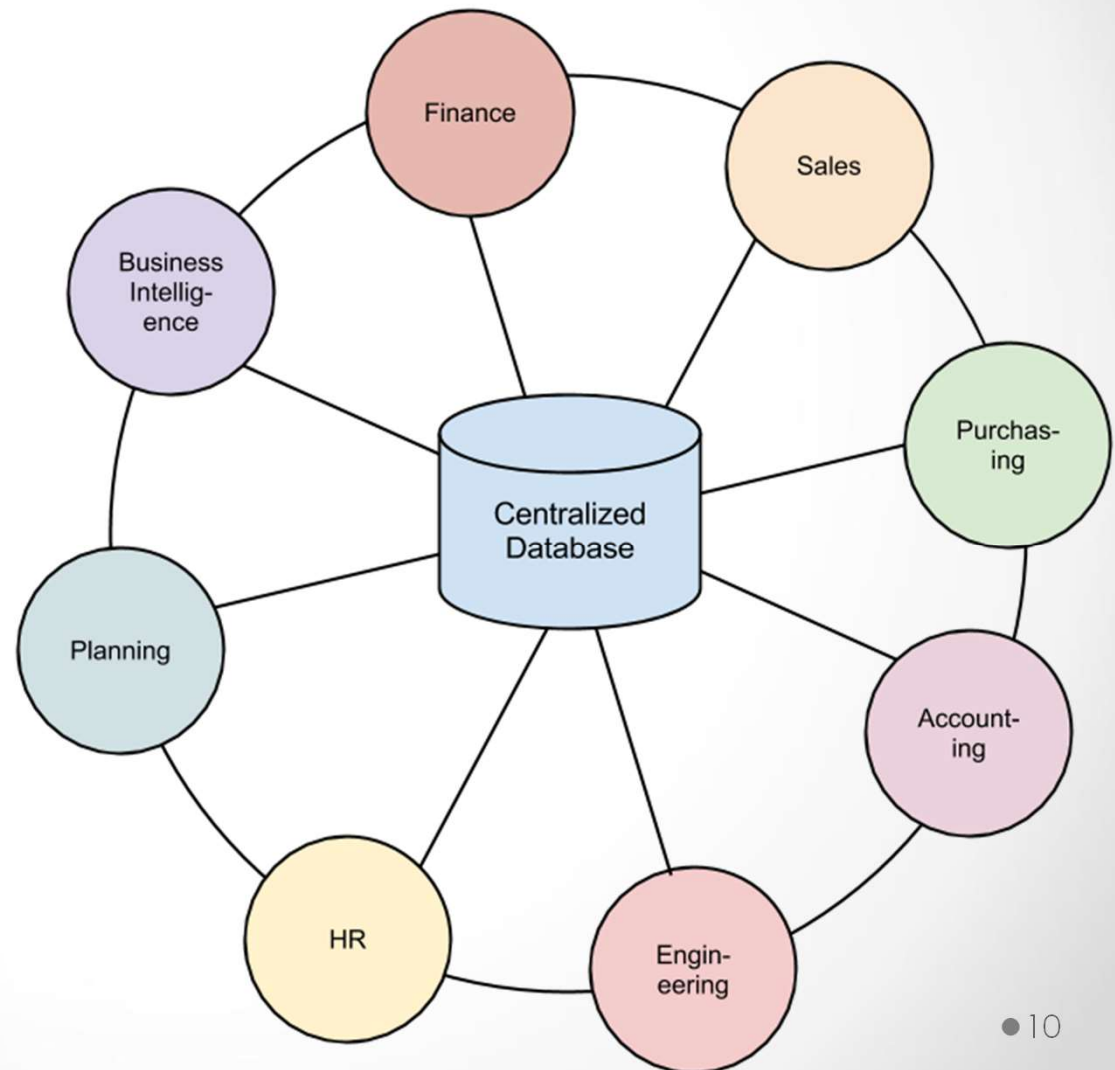 Finance
Sales
Business
Intellig-
ence
Purchas-
ing
Centralized
Database
Planning
Account-
ing
HR
Engin-
eering
10